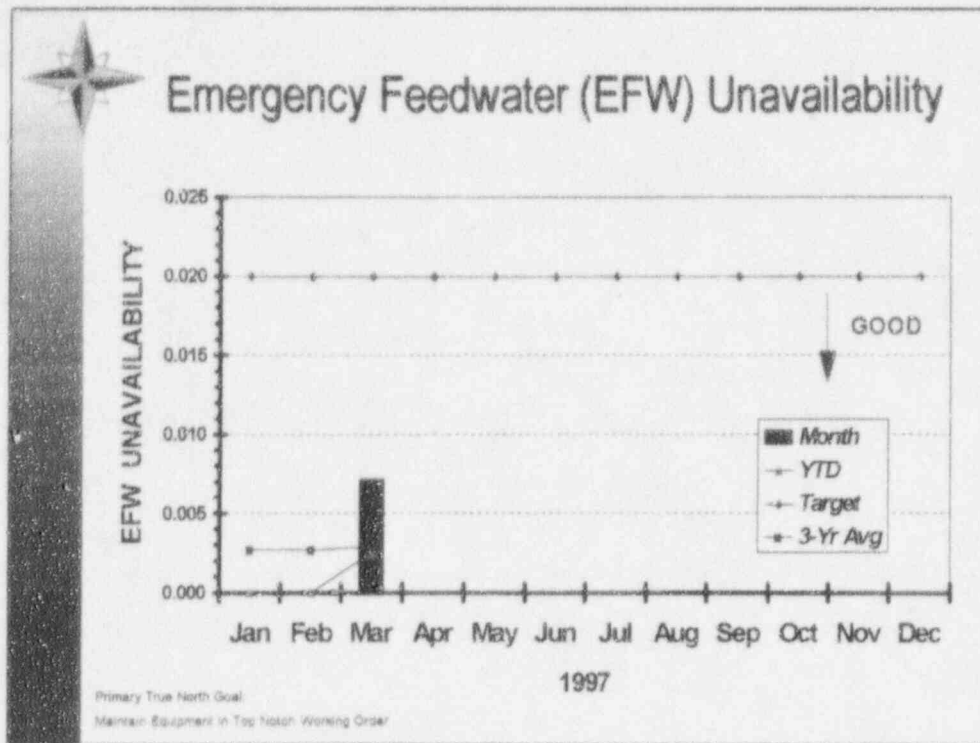 Emergency Feedwater (EFW) Unavailability
EFW UNAVAILABILITY
0.025
0.020
0.015
0.010
0.005
0.000
GOOD
Month
YTD
Target
3-Yr Avg
Jan Feb Mar Apr May Jun Jul Aug Sep Oct Nov Dec
1997
Primary True North Goal:
Maintain Equipment in Top Notch Working Order